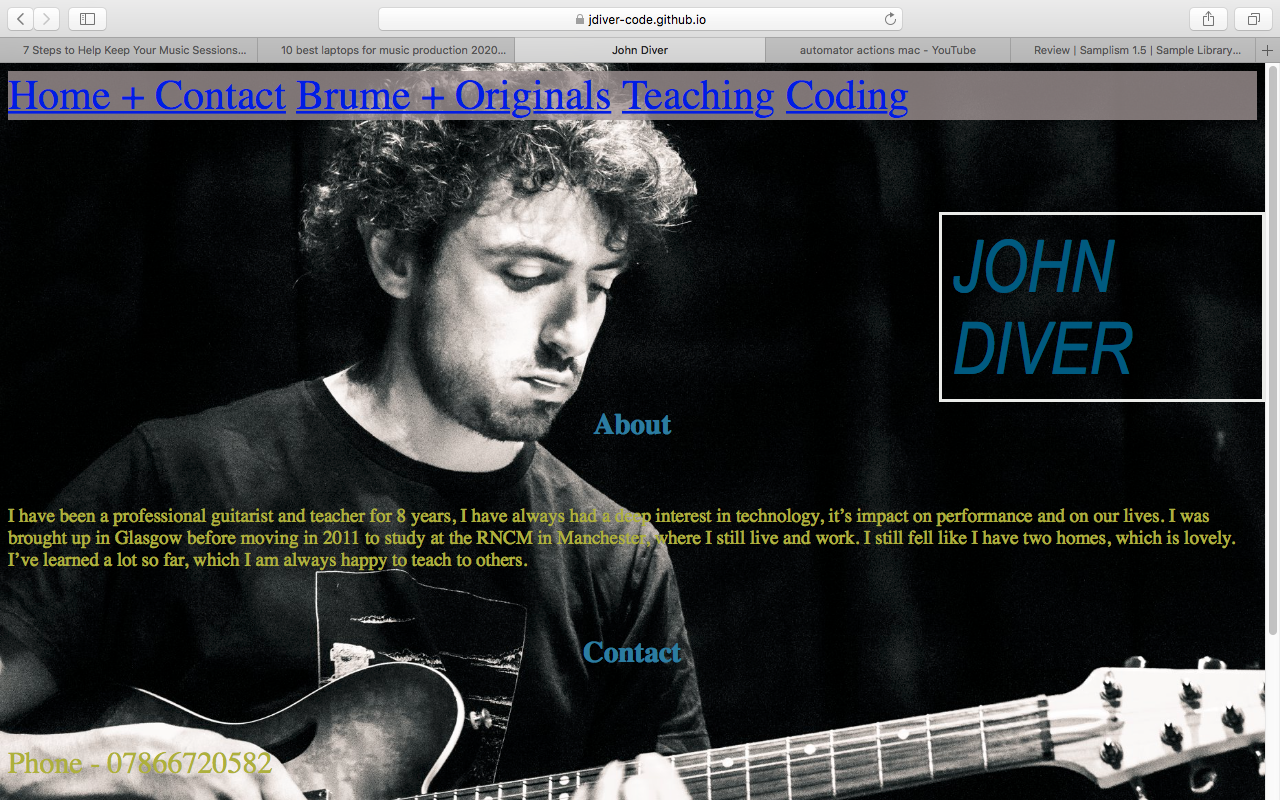 jdiver-code.github.io
7 Steps to Help Keep Your Music Sessions...
10 best laptops for music production 2020...
John Diver
automator actions mac - YouTube
Review | Samplism 1.5 | Sample Library...
Home + Contact Brume + Originals Teaching Coding
JOHN
DIVER
About
I have been a professional guitarist and teacher for 8 years, I have always had a deep interest in technology, it's impact on performance and on our lives. I was
brought up in Glasgow before moving in 2011 to study at the RNCM in Manchester, where I still live and work. I still fell like I have two homes, which is lovely.
I've learned a lot so far, which I am always happy to teach to others.
Contact
Phone - 07866720582